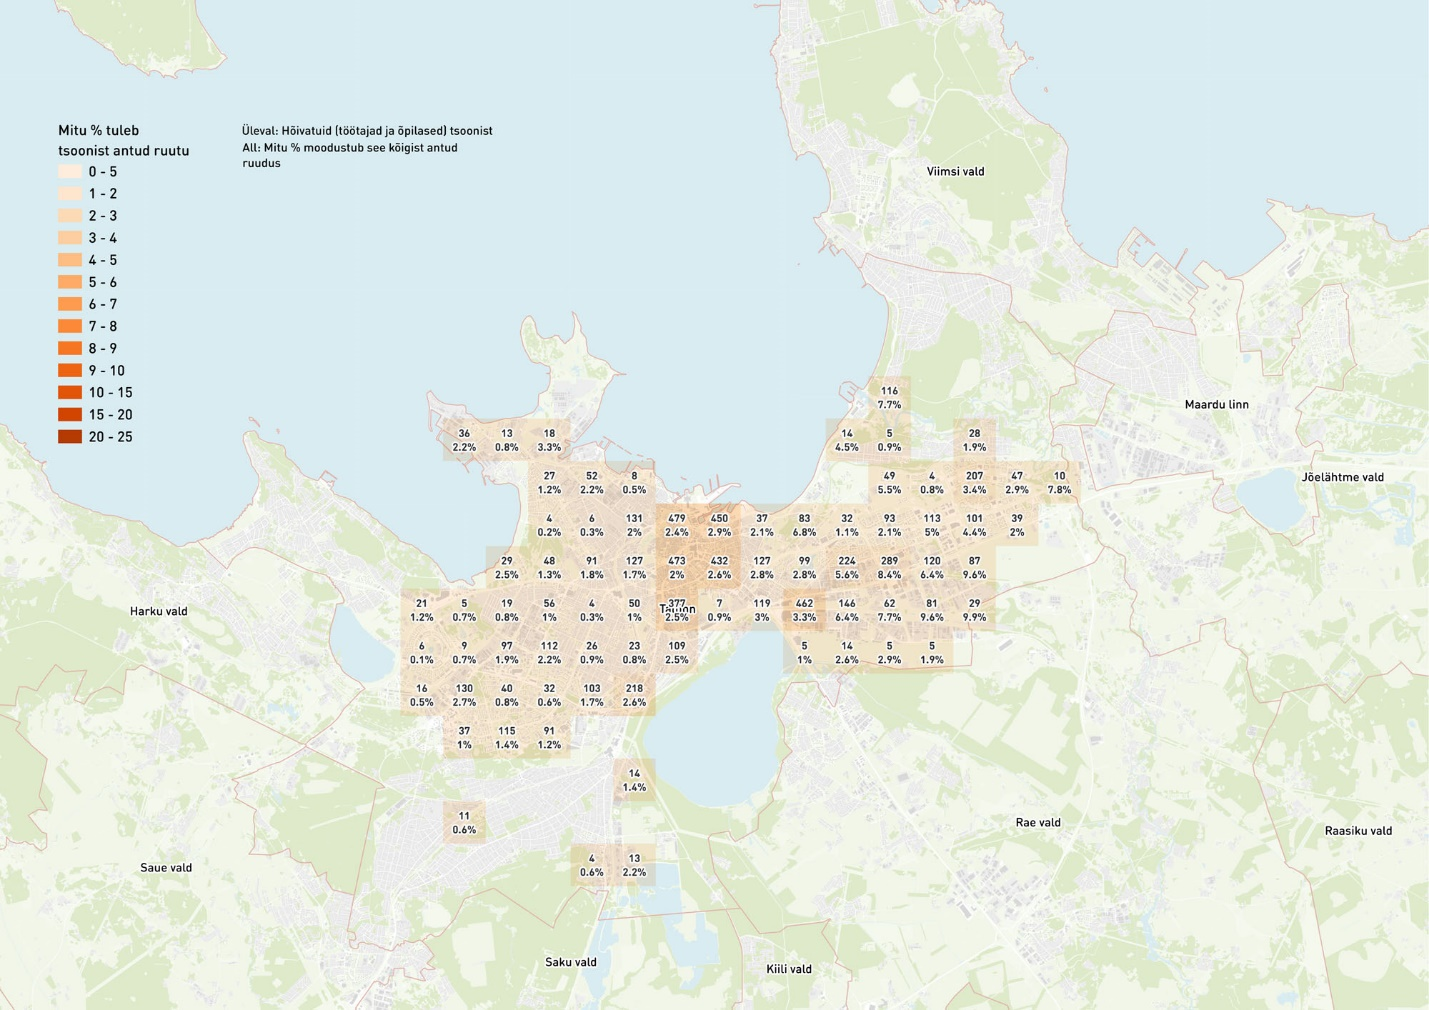 Mitu % tuleb
tsoonist antud ruutu
0 - 5
1 - 2
2 - 3
3 - 4
4 - 5
5 - 6
6 - 7
7 - 8
8 - 9
9 - 10
10 - 15
15 - 20
20 - 25
Üleval: Hõivatuid (töötajad ja õpilased) tsoonist
All: Mitu % moodustub see kõigist antud
ruudus
Viimsi vald
116
7.7%
Maardu linn
36 13 18 14 5 28
2.2% 0.8% 3.3% 4.5% 0.9% 1.9%
27 52 8 49 4 207 47 10
1.2% 2.2% 0.5% 5.5% 0.8% 3.4% 2.9% 7.8%
Jõelähtme vald
4 6 131 479 450 37 83 32 93 113 101 39
0.2% 0.3% 2% 2.4% 2.9% 2.1% 6.8% 1.1% 2.1% 5% 4.4% 2%
29 48 91 127 473 432 127 99 224 289 120 87
2.5% 1.3% 1.8% 1.7% 2% 2.6% 2.8% 2.8% 5.6% 8.4% 6.4% 9.6%
Harku vald
21 5 19 56 4 50 377 7 119 462 146 62 81 29
Tallinn
1.2% 0.7% 0.8% 1% 0.3% 1% 2.5% 0.9% 3% 3.3% 6.4% 7.7% 9.6% 9.9%
6 9 97 112 26 23 109 5 14 5 5
0.1% 0.7% 1.9% 2.2% 0.9% 0.8% 2.5% 1% 2.6% 2.9% 1.9%
16 130 40 32 103 218
0.5% 2.7% 0.8% 0.6% 1.7% 2.6%
37 115 91
1% 1.4% 1.2%
14
1.4%
11
0.6%
Rae vald
Raasiku vald
4 13
0.6% 2.2%
Saue vald
Saku vald
Kiili vald